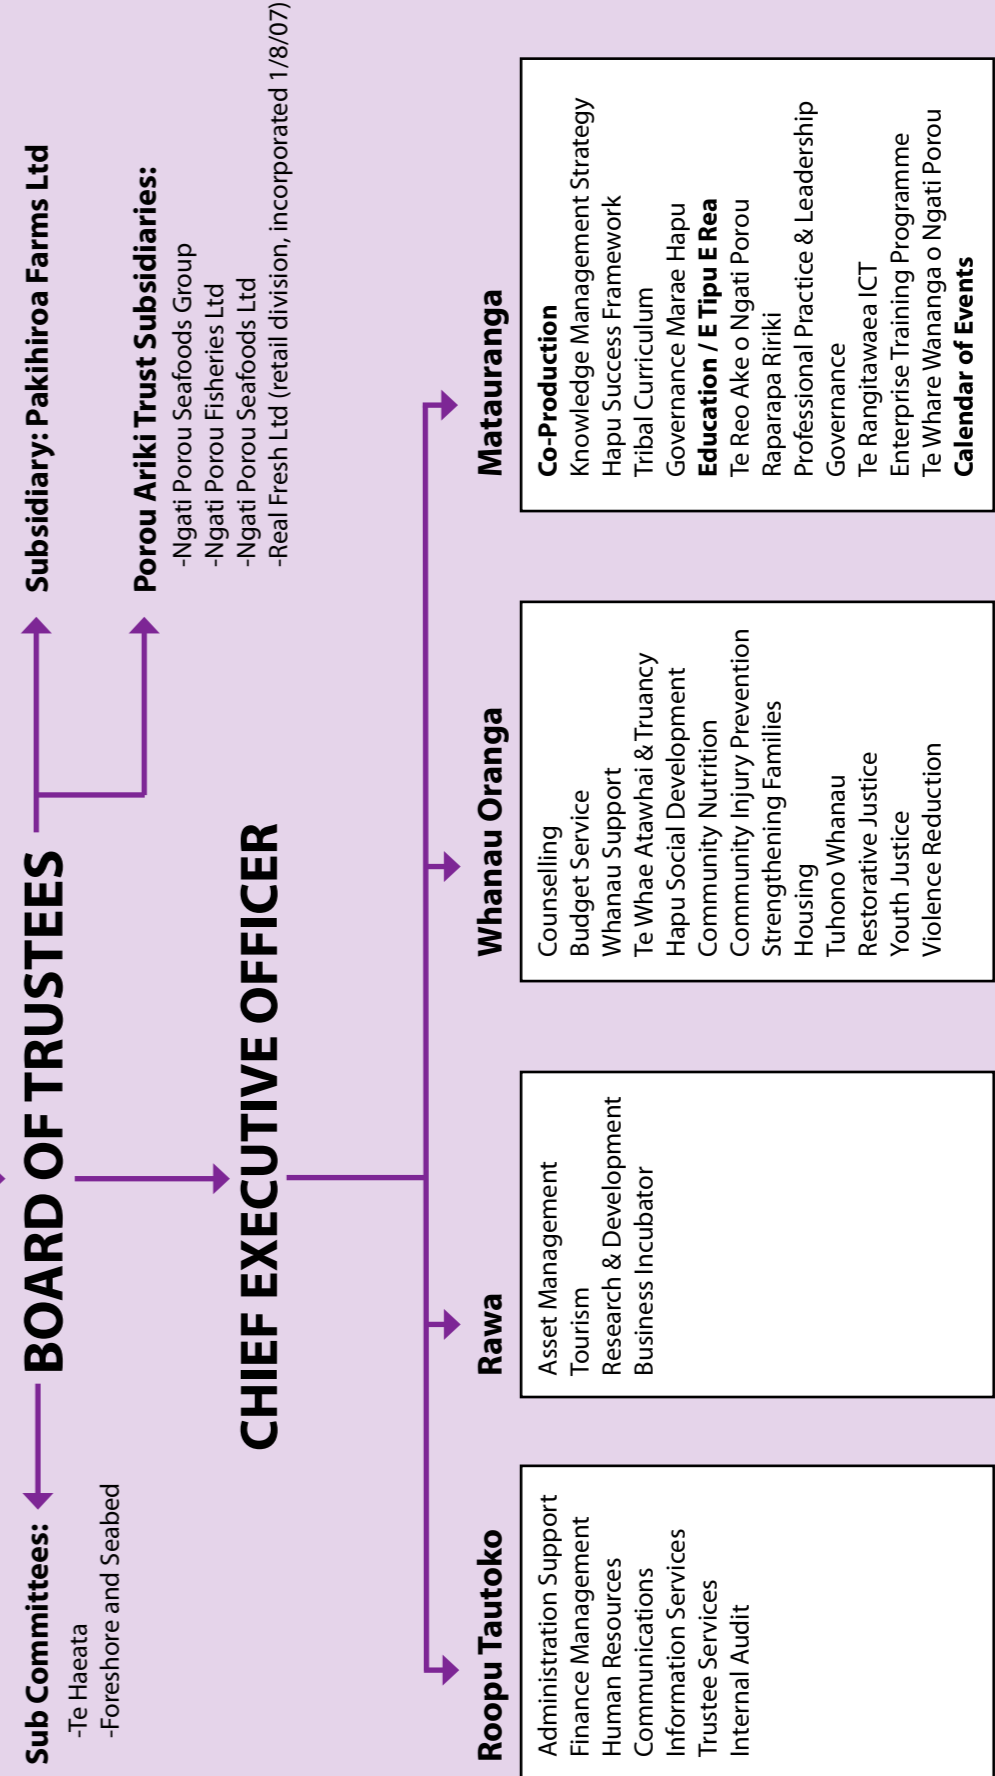 BOARD OF TRUSTEES
Sub Committees:
-Te Haeata
-Foreshore and Seabed
Subsidiary: Pakihiroa Farms Ltd
Porou Ariki Trust Subsidiaries:
-Ngati Porou Seafoods Group
-Ngati Porou Fisheries Ltd
-Ngati Porou Seafoods Ltd
-Real Fresh Ltd (retail division, incorporated 1/8/07)
CHIEF EXECUTIVE OFFICER
Roopu Tautoko
Administration Support
Finance Management
Human Resources
Communications
Information Services
Trustee Services
Internal Audit
Rawa
Asset Management
Tourism
Research & Development
Business Incubator
Whanau Oranga
Counselling
Budget Service
Whanau Support
Te Whae Atawhai & Truancy
Hapu Social Development
Community Nutrition
Community Injury Prevention
Strengthening Families
Housing
Tuhono Whanau
Restorative Justice
Youth Justice
Violence Reduction
Matauranga
Co-Production
Knowledge Management Strategy
Hapu Success Framework
Tribal Curriculum
Governance Marae Hapu
Education / E Tipu E Rea
Te Reo Ake o Ngati Porou
Raparapa Ririki
Professional Practice & Leadership
Governance
Te Rangitawaea ICT
Enterprise Training Programme
Te Whare Wananga o Ngati Porou
Calendar of Events